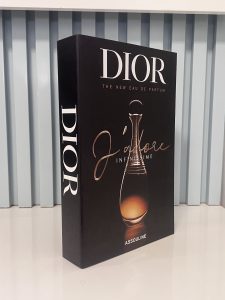 DIOR
THE NEW EAU DE PARFUM
J'adore
INFINISSIME
ASSOULINE
DIOR